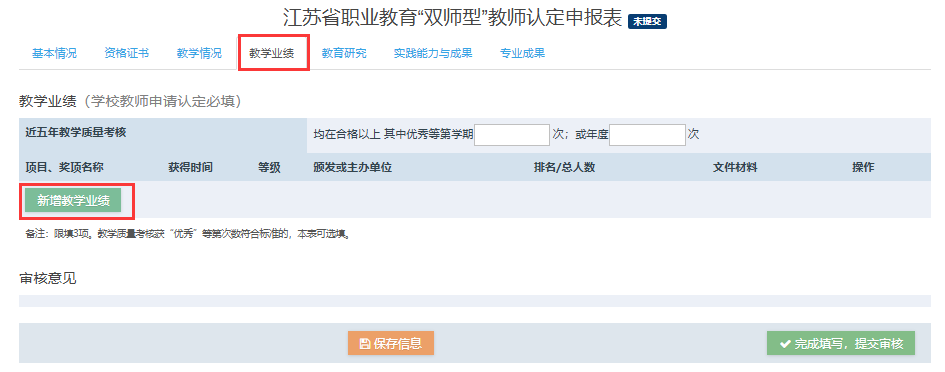 江苏省职业教育“双师型”教师认定申报表 未提交
基本情况 资格证书 教学情况 教学业绩 教育研究 实践能力与成果 专业成果
教学业绩（学校教师申请认定必填）
近五年教学质量考核 均在合格以上 其中优秀等第学期 次；或年度 次
项目、奖项名称 获得时间 等级 颁发或主办单位 排名/总人数 文件材料 操作
新增教学业绩
备注：限填3项。教学质量考核获“优秀”等第次数符合标准的，本表可选填。
审核意见
保存信息 完成填写，提交审核